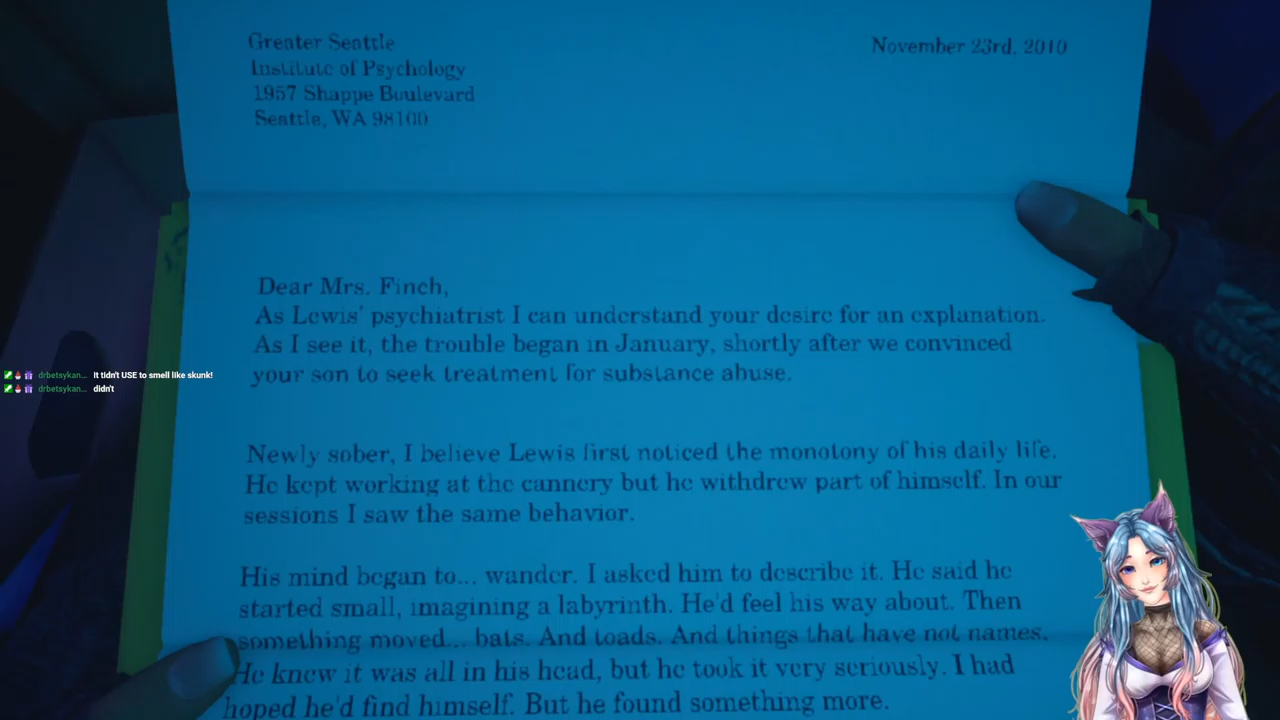 Greater Seattle
Institute of Psychology
1957 Shappe Boulevard
Seattle, WA 98100
November 23rd, 2010
Dear Mrs. Finch,
As Lewis' psychiatrist I can understand your desire for an explanation.
As I see it, the trouble began in January, shortly after we convinced
your son to seek treatment for substance abuse.
drbetsykan... It tidn't USE to smell like skunk!
drbetsykan... didn't
Newly sober, I believe Lewis first noticed the monotony of his daily life.
He kept working at the cannery but he withdrew part of himself. In our
sessions I saw the same behavior.
His mind began to... wander. I asked him to describe it. He said he
started small, imagining a labyrinth. He'd feel his way about. Then
something moved... bats. And toads. And things that have not names.
He knew it was all in his head, but he took it very seriously. I had
hoped he'd find himself. But he found something more.